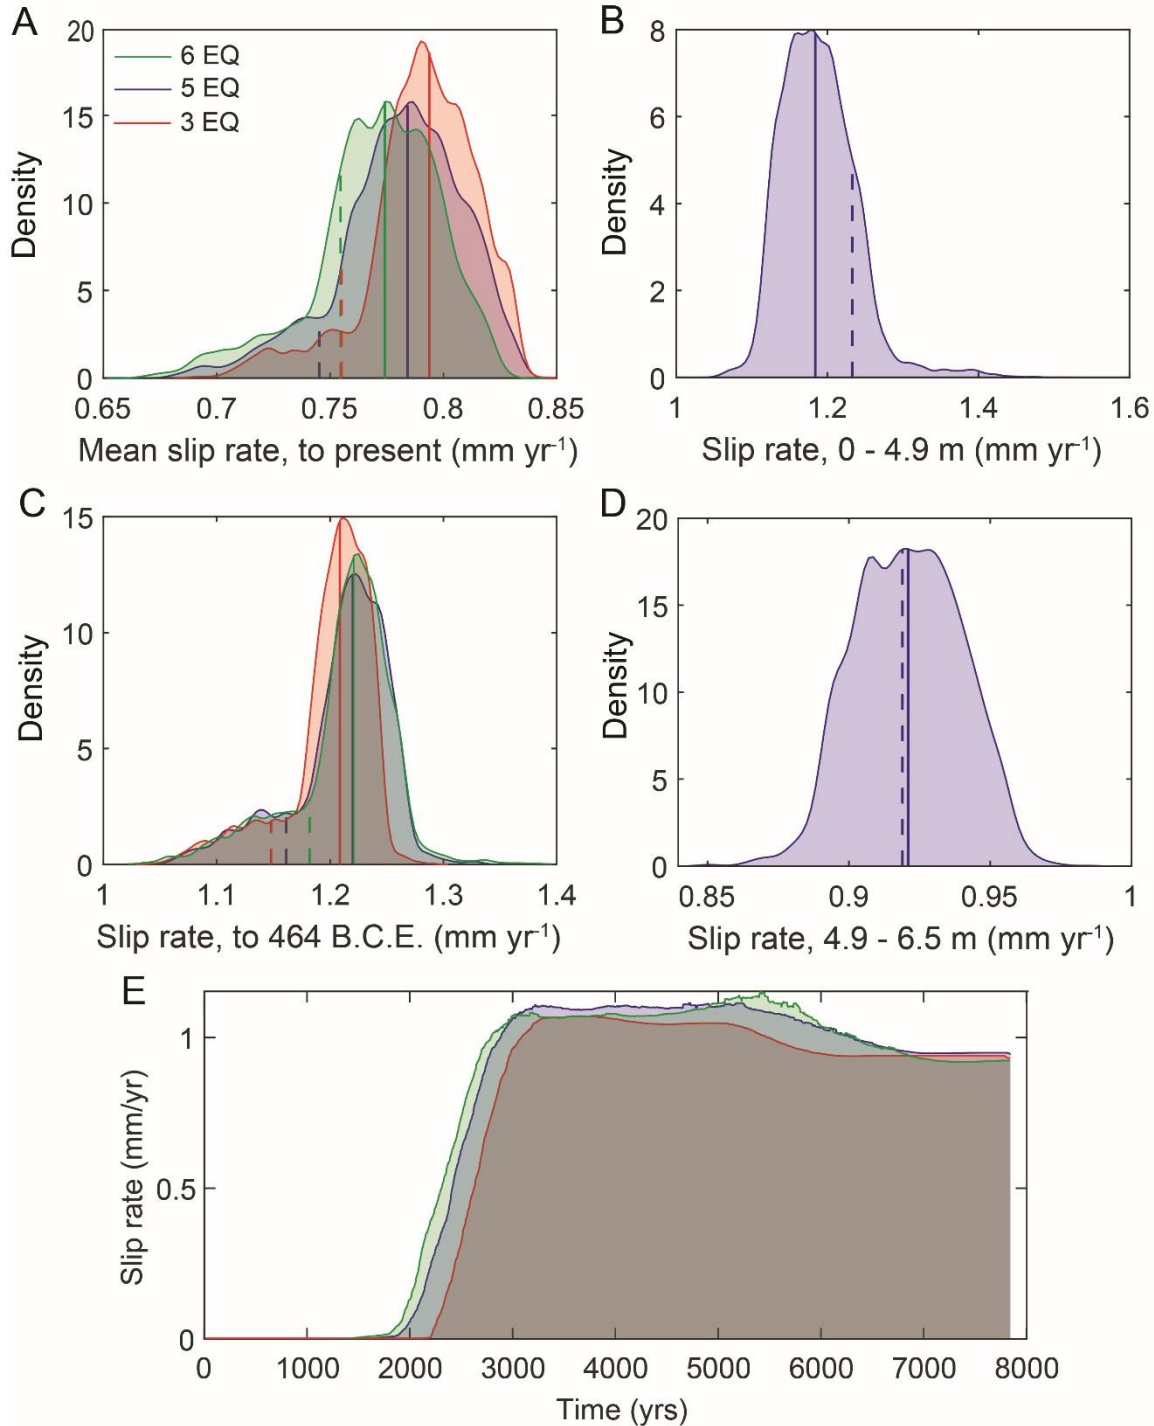 A
20
15
10
5
0
Density
6 EQ
5 EQ
3 EQ
0.65 0.7 0.75 0.8 0.85
Mean slip rate, to present (mm yr⁻¹)
B
8
6
4
2
0
Density
1 1.2 1.4 1.6
Slip rate, 0 - 4.9 m (mm yr⁻¹)
C
15
10
5
0
Density
1 1.1 1.2 1.3 1.4
Slip rate, to 464 B.C.E. (mm yr⁻¹)
D
20
15
10
5
0
Density
0.85 0.9 0.95 1
Slip rate, 4.9 - 6.5 m (mm yr⁻¹)
E
1
0.5
0
Slip rate (mm/yr)
0 1000 2000 3000 4000 5000 6000 7000 8000
Time (yrs)